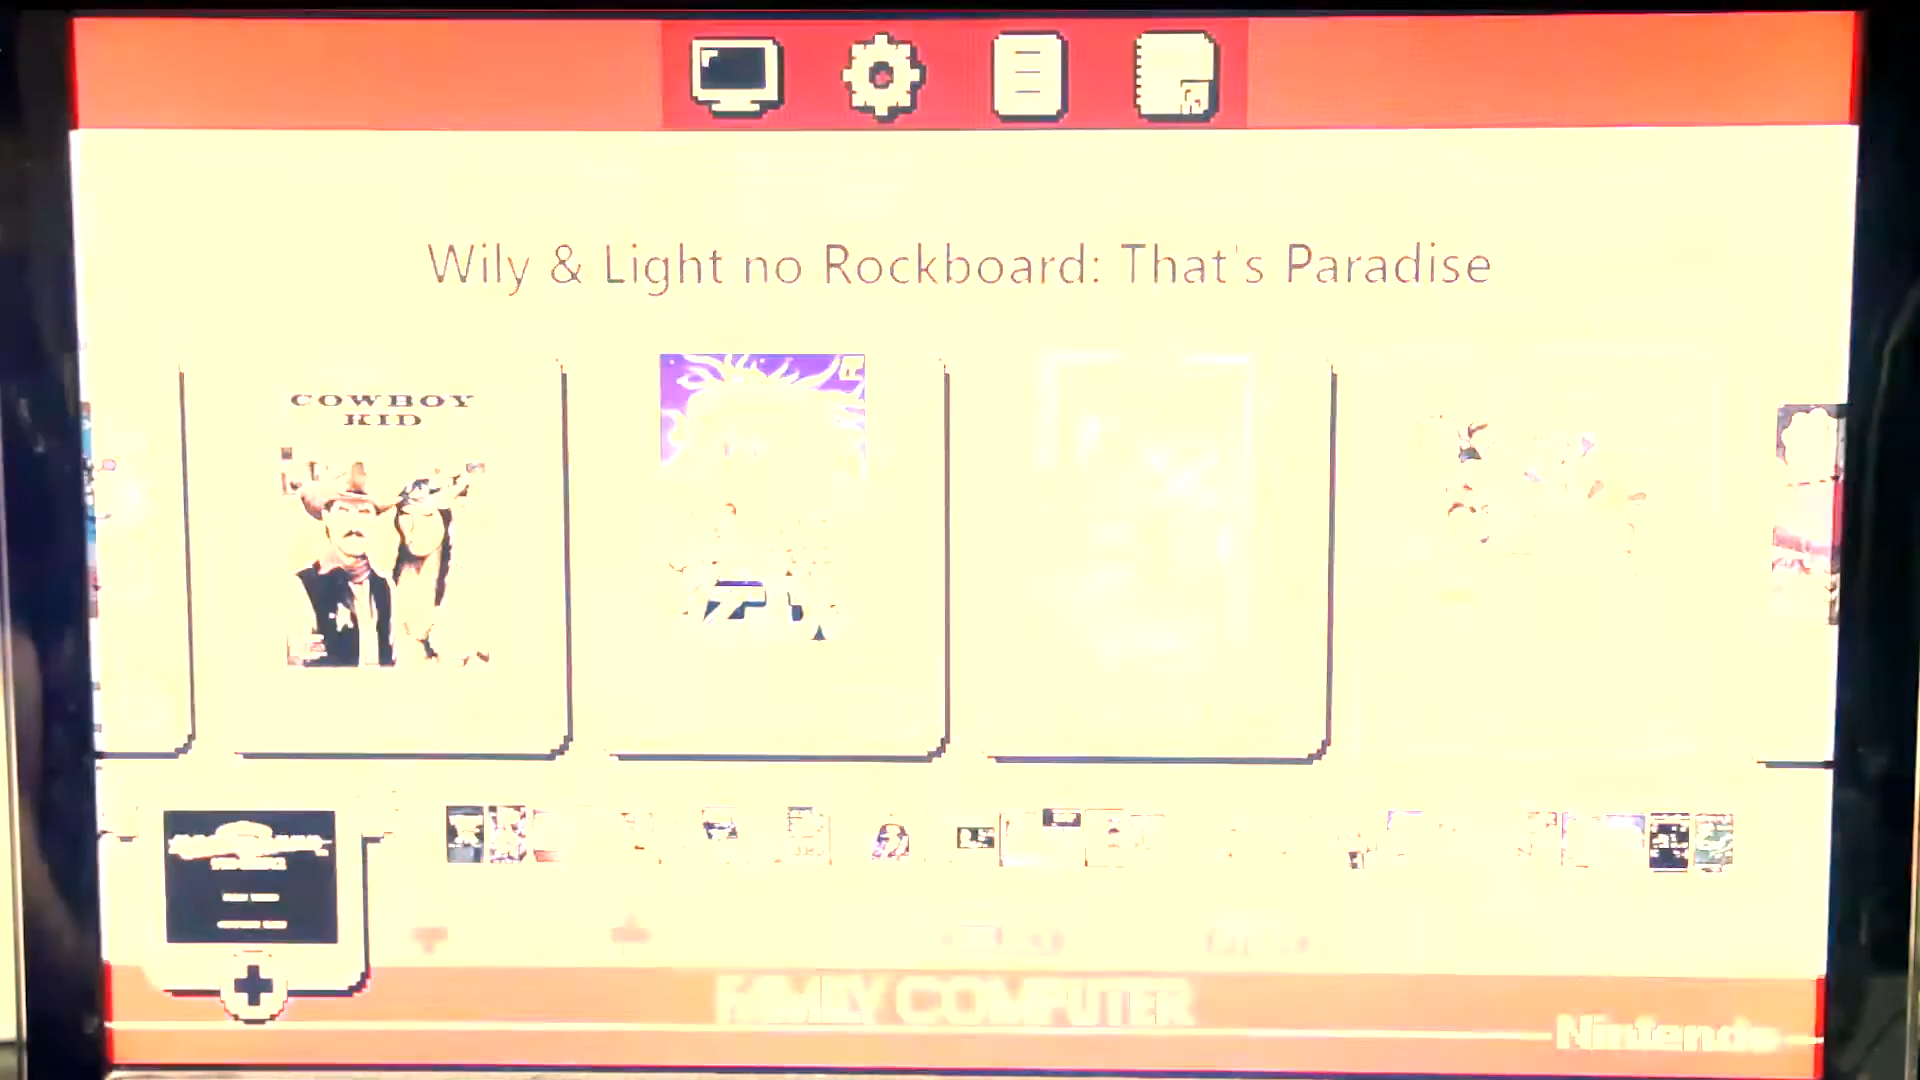 Wily & Light no Rockboard: That's Paradise
COWBOY
KID
FAMILY COMPUTER
Nintendo